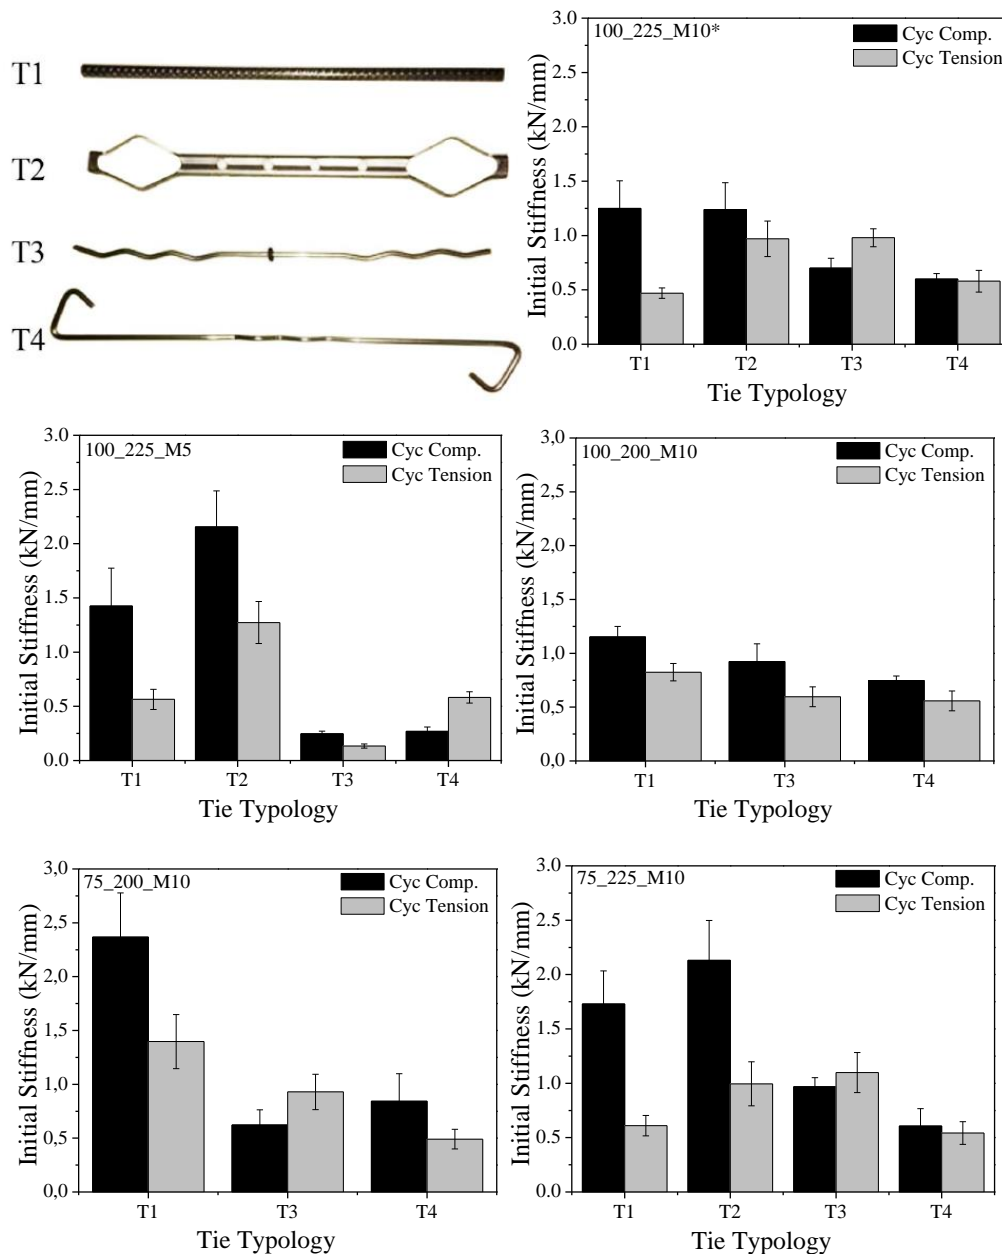 T1
T2
T3
T4
100_225_M10*
Cyc Comp.
Cyc Tension
Initial Stiffness (kN/mm)
3.0
2.5
2.0
1.5
1.0
0.5
0.0
T1 T2 T3 T4
Tie Typology
100_225_M5
Cyc Comp.
Cyc Tension
Initial Stiffness (kN/mm)
3.0
2.5
2.0
1.5
1.0
0.5
0.0
T1 T2 T3 T4
Tie Typology
100_200_M10
Cyc Comp.
Cyc Tension
Initial Stiffness (kN/mm)
3,0
2,5
2,0
1,5
1,0
0,5
0,0
T1 T3 T4
Tie Typology
75_200_M10
Cyc Comp.
Cyc Tension
Initial Stiffness (kN/mm)
3,0
2,5
2,0
1,5
1,0
0,5
0,0
T1 T3 T4
Tie Typology
75_225_M10
Cyc Comp.
Cyc Tension
Initial Stiffness (kN/mm)
3.0
2.5
2.0
1.5
1.0
0.5
0.0
T1 T2 T3 T4
Tie Typology